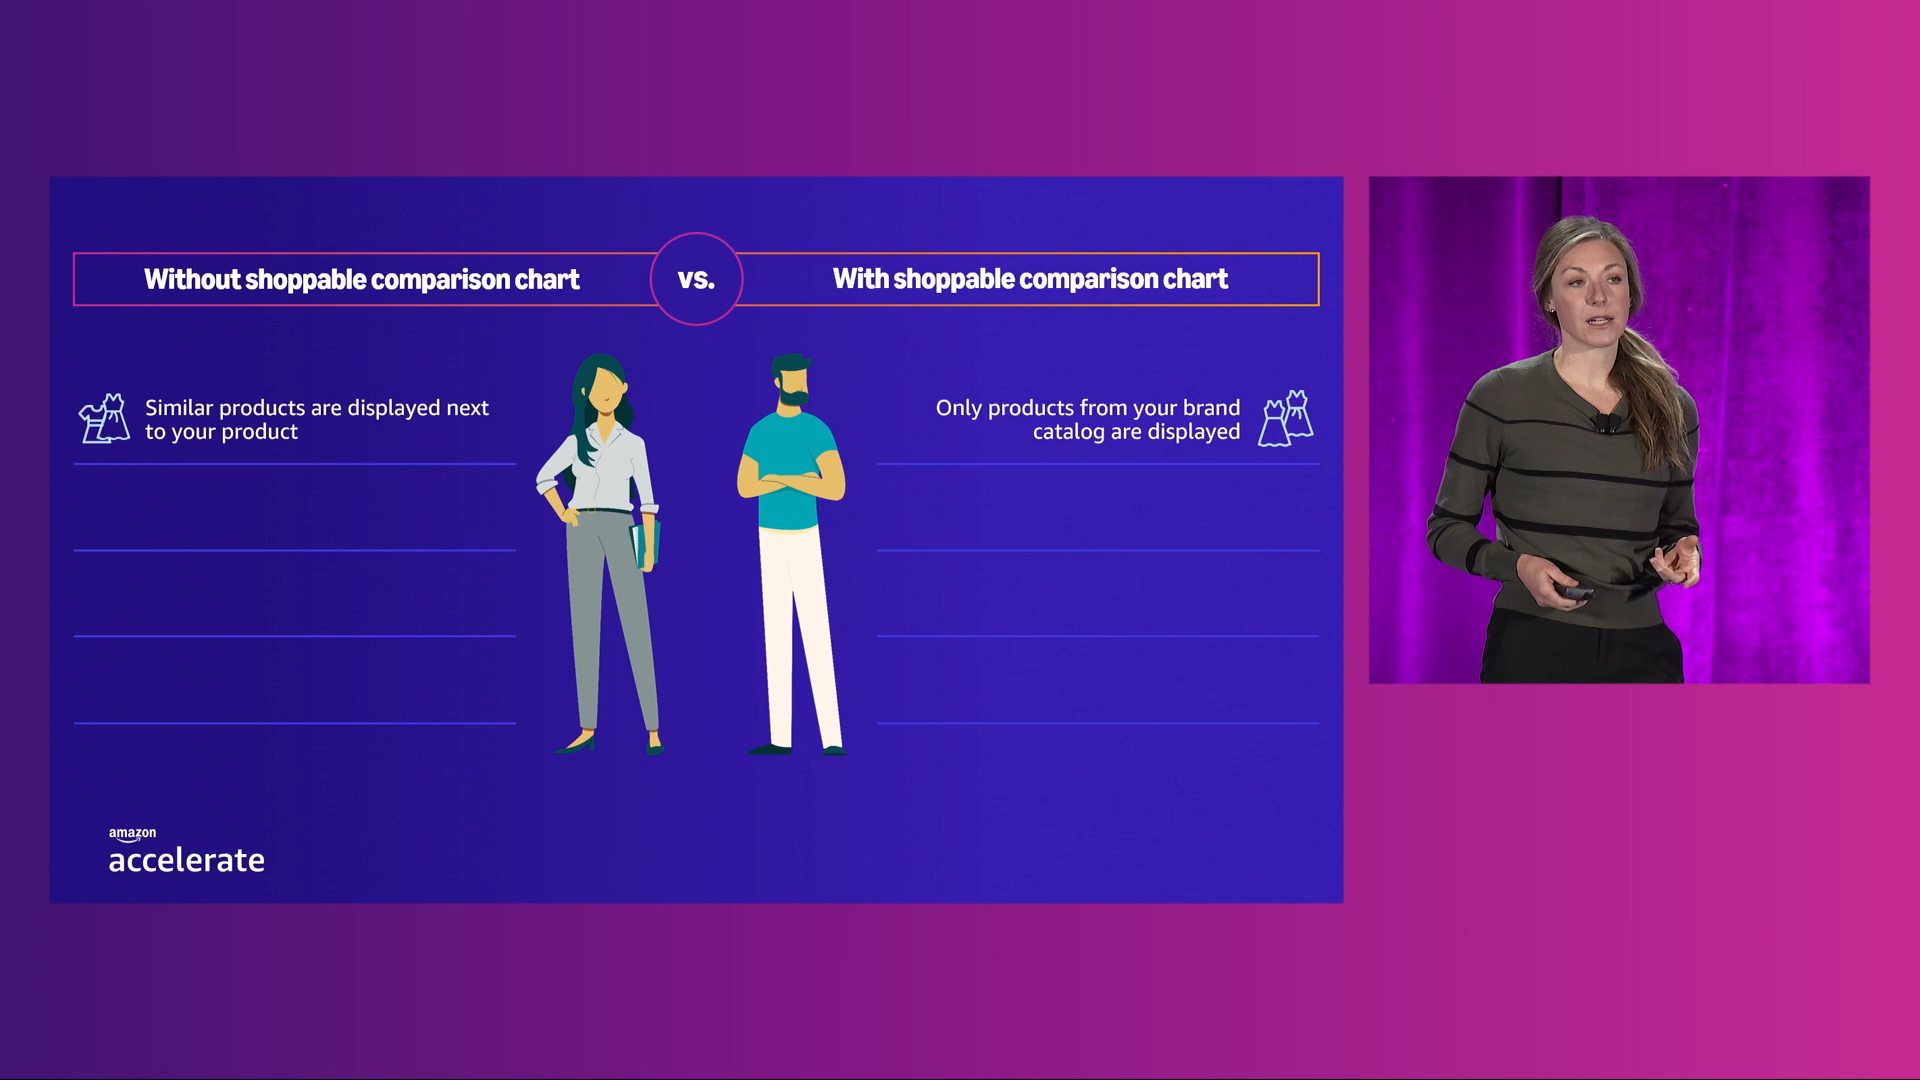 Without shoppable comparison chart
vs.
With shoppable comparison chart
Similar products are displayed next
to your product
Only products from your brand
catalog are displayed
amazon
accelerate